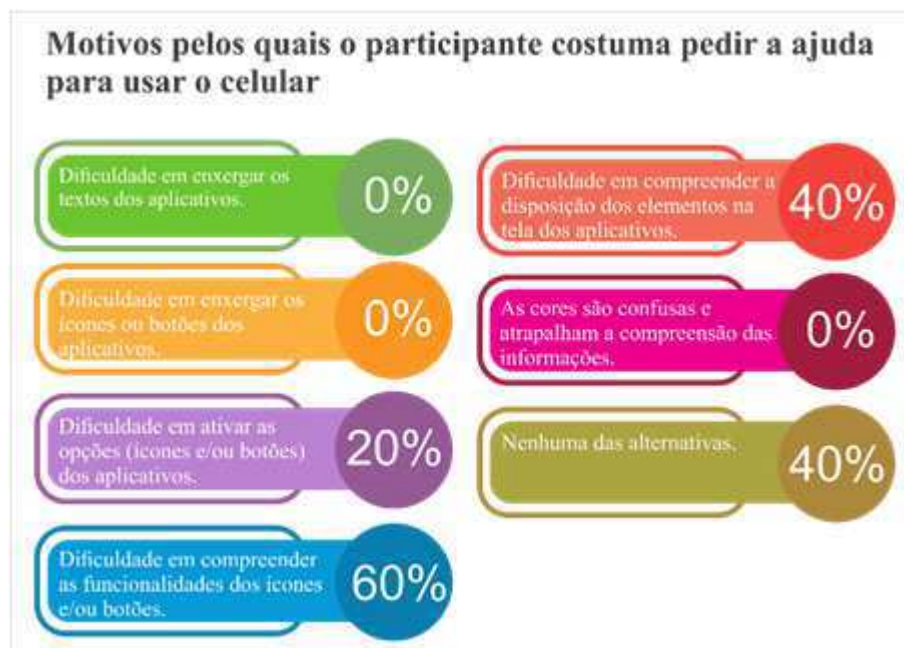 Motivos pelos quais o participante costuma pedir a ajuda
para usar o celular
Dificuldade em enxergar os
textos dos aplicativos.
0%
Dificuldade em enxergar os
ícones ou botões dos
aplicativos.
0%
Dificuldade em ativar as
opções (ícones e/ou botões)
dos aplicativos.
20%
Dificuldade em compreender
as funcionalidades dos ícones
e/ou botões.
60%
Dificuldade em compreender a
disposição dos elementos na
tela dos aplicativos.
40%
As cores são confusas e
atrapalham a compreensão das
informações.
0%
Nenhuma das alternativas.
40%